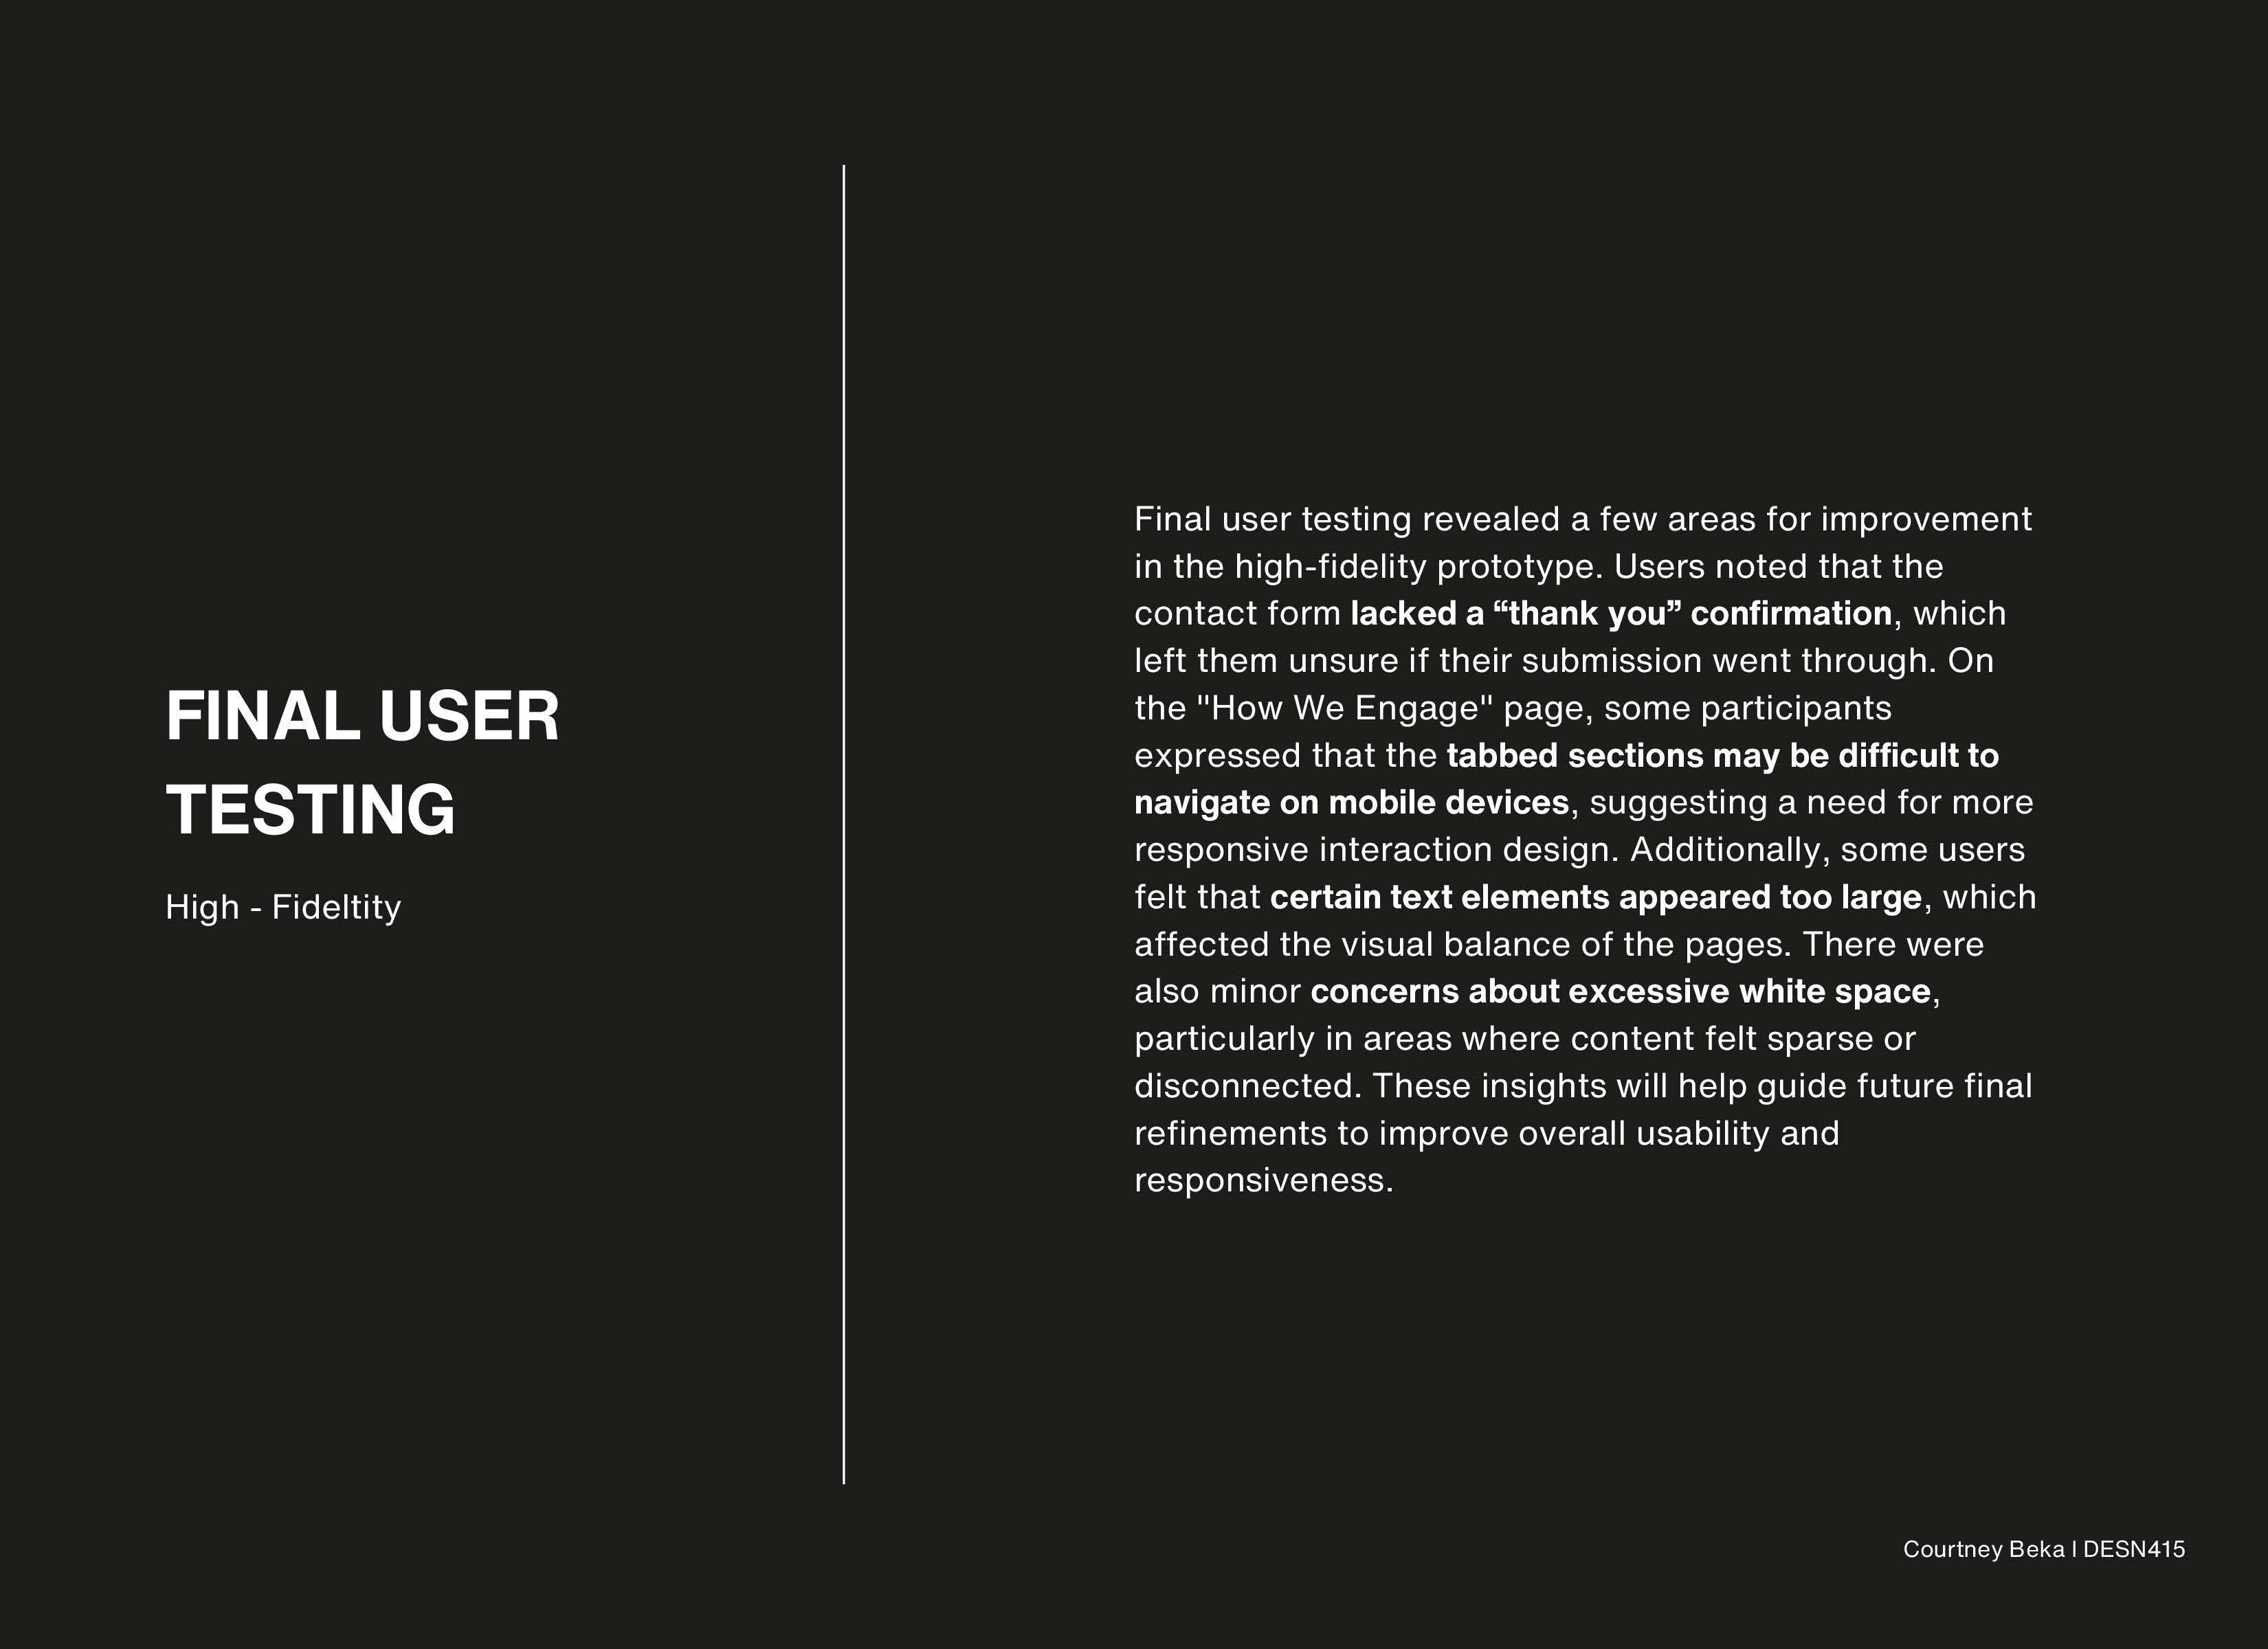 FINAL USER
TESTING
High - Fideltity
Final user testing revealed a few areas for improvement
in the high-fidelity prototype. Users noted that the
contact form lacked a “thank you” confirmation, which
left them unsure if their submission went through. On
the "How We Engage" page, some participants
expressed that the tabbed sections may be difficult to
navigate on mobile devices, suggesting a need for more
responsive interaction design. Additionally, some users
felt that certain text elements appeared too large, which
affected the visual balance of the pages. There were
also minor concerns about excessive white space,
particularly in areas where content felt sparse or
disconnected. These insights will help guide future final
refinements to improve overall usability and
responsiveness.
Courtney Beka | DESN415